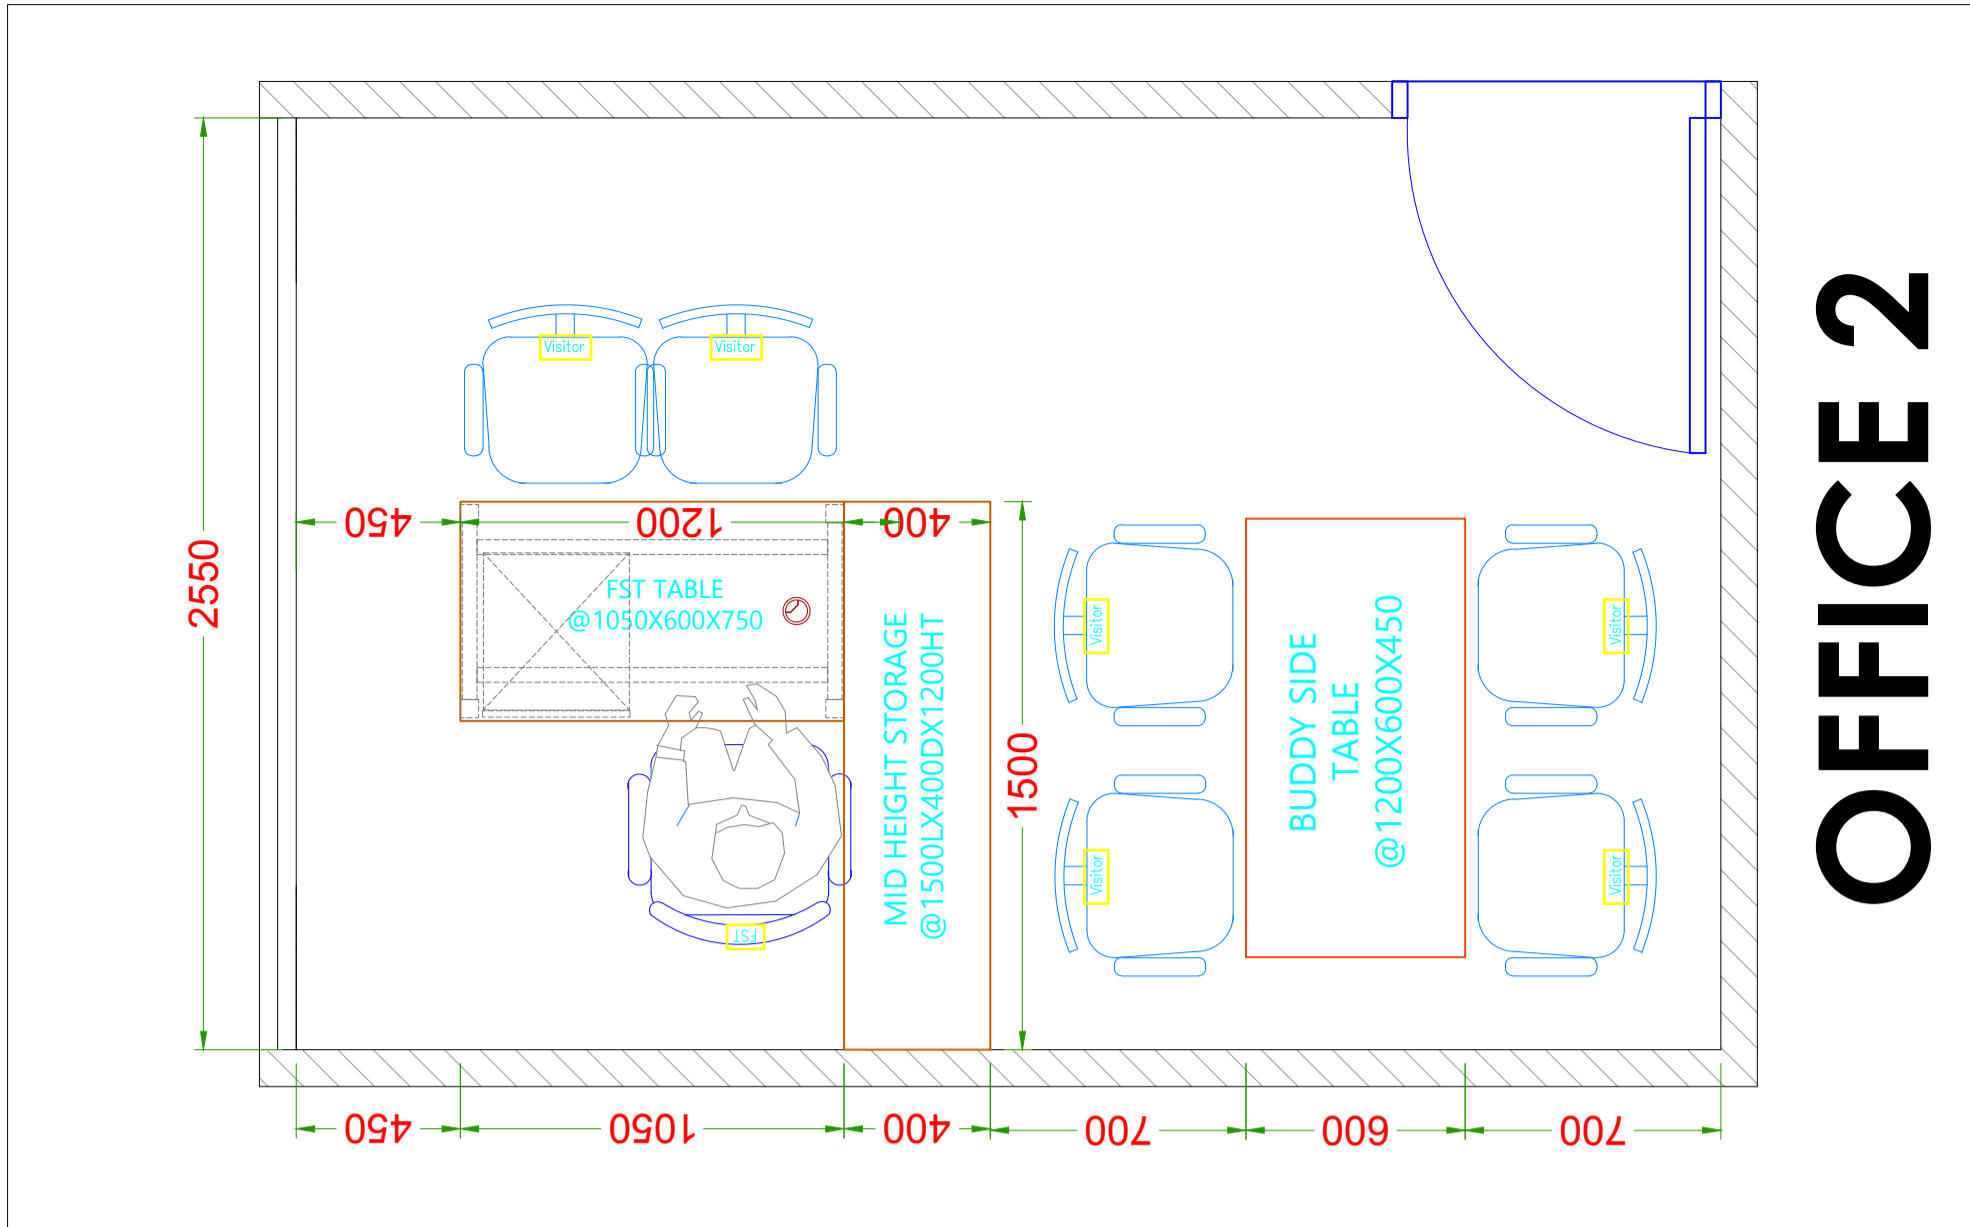 OFFICE 2
2550
Visitor
Visitor
450
1200
400
FST TABLE
@1050X600X750
MID HEIGHT STORAGE
@1500LX400DX1200HT
1500
FST
Visitor
Visitor
BUDDY SIDE
TABLE
@1200X600X450
Visitor
Visitor
450
1050
400
700
600
700